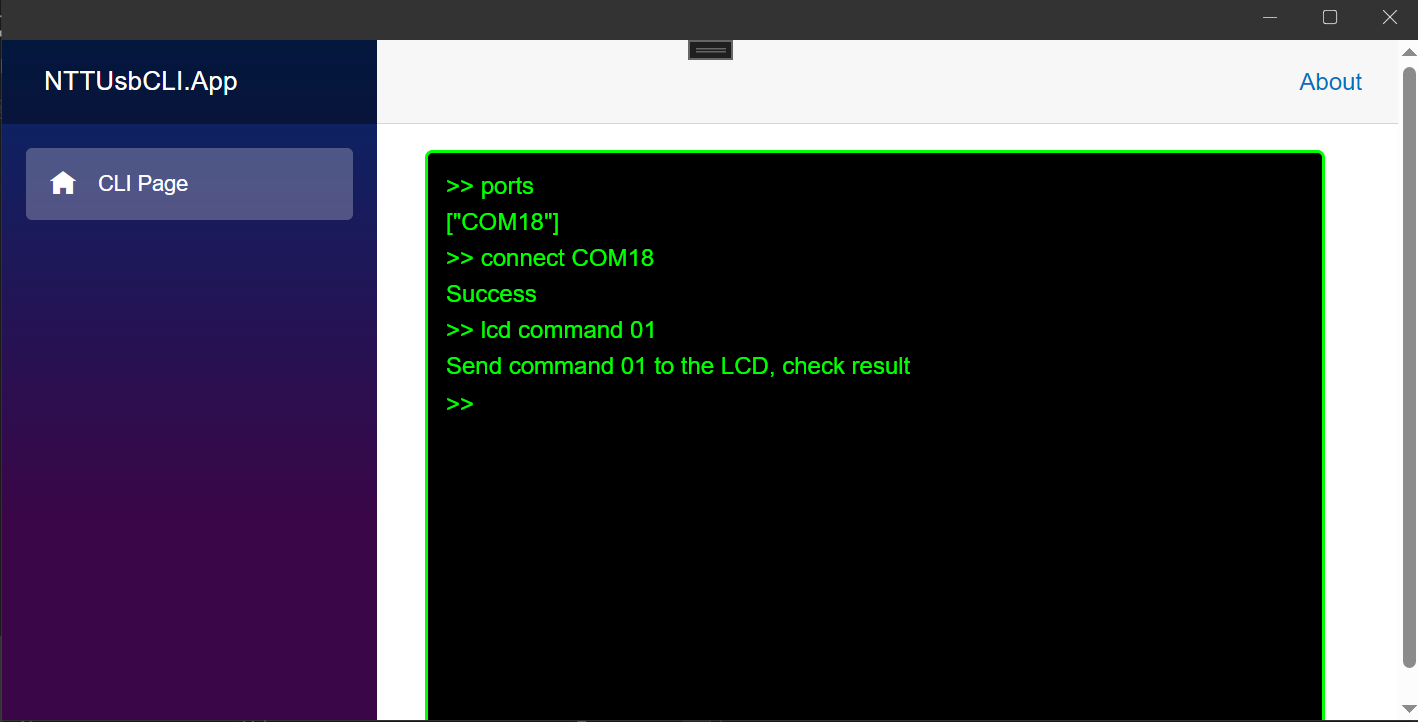 NTTUsbCLI.App
About
CLI Page
>> ports
["COM18"]
>> connect COM18
Success
>> lcd command 01
Send command 01 to the LCD, check result
>>